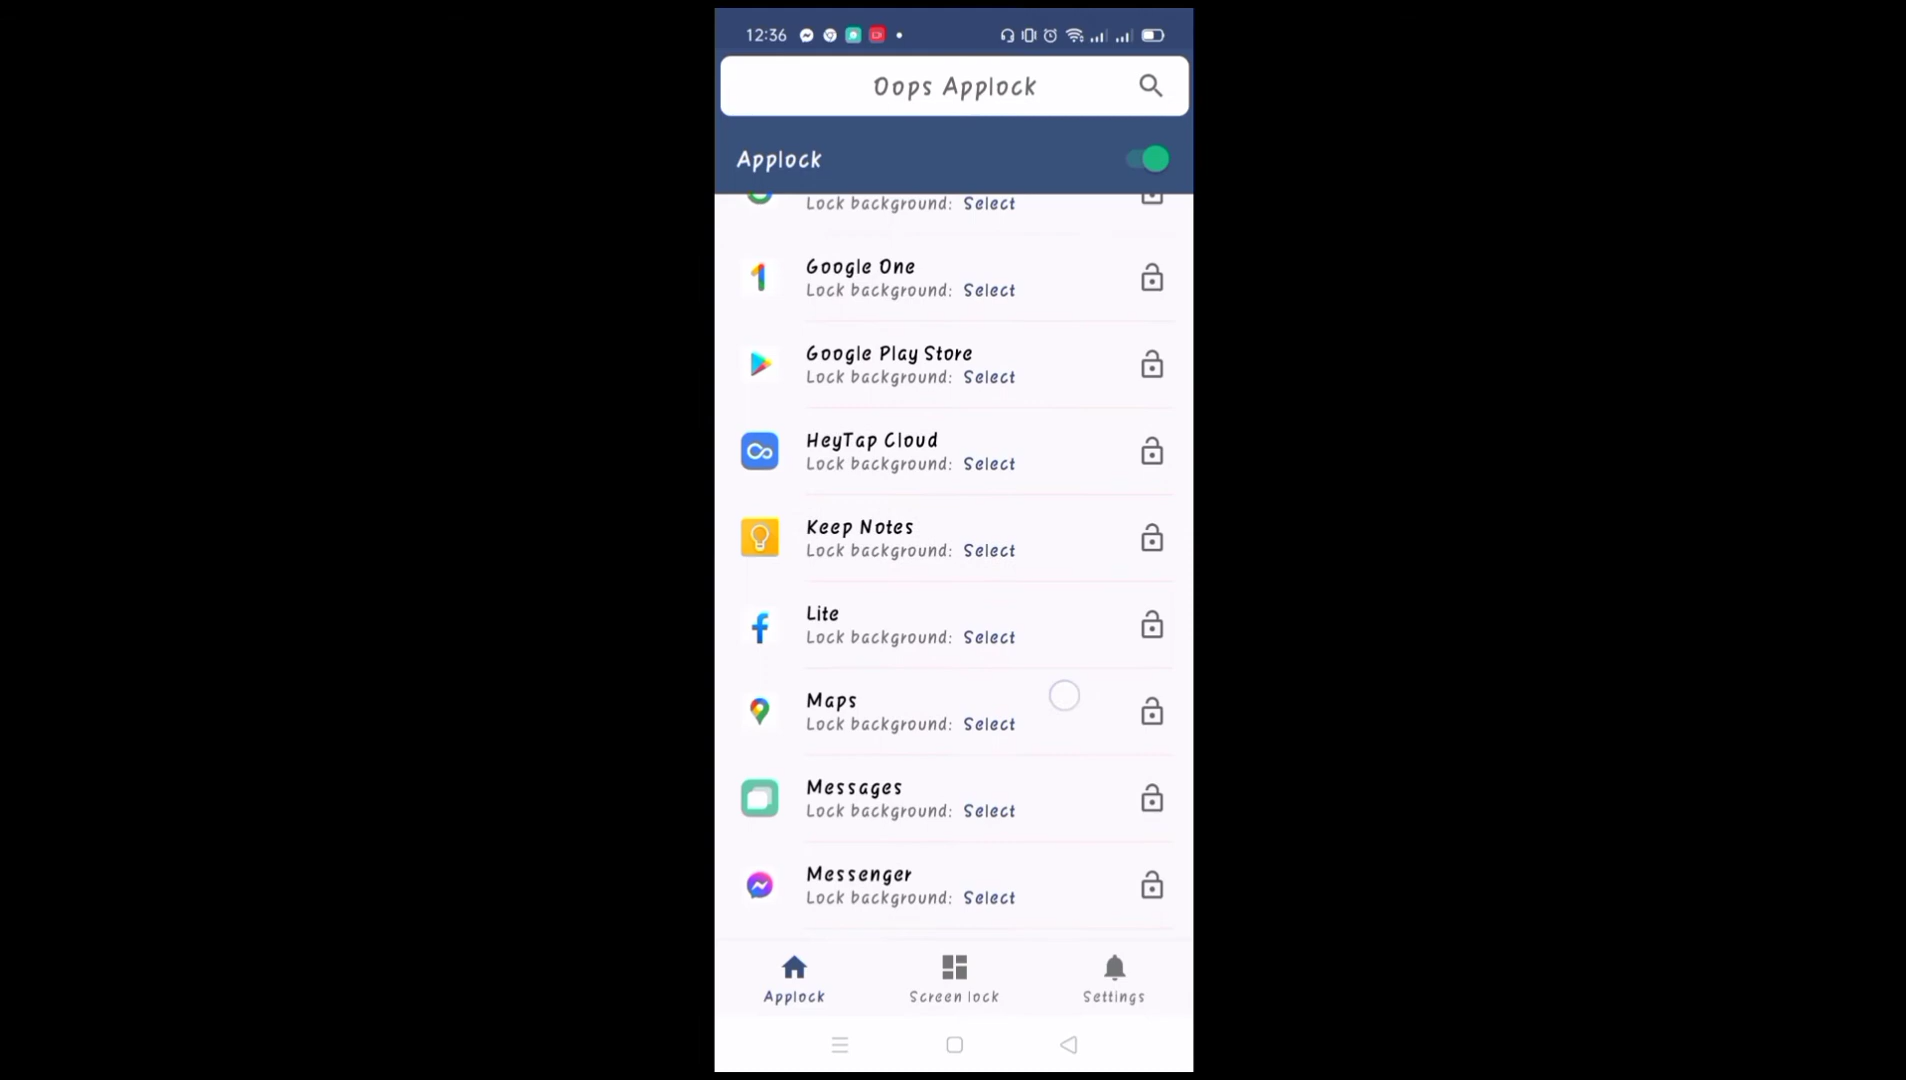 12:36
Oops Applock
Applock
Lock background: Select
Google One
Lock background: Select
Google Play Store
Lock background: Select
HeyTap Cloud
Lock background: Select
Keep Notes
Lock background: Select
Lite
Lock background: Select
Maps
Lock background: Select
Messages
Lock background: Select
Messenger
Lock background: Select
Applock Screen lock Settings